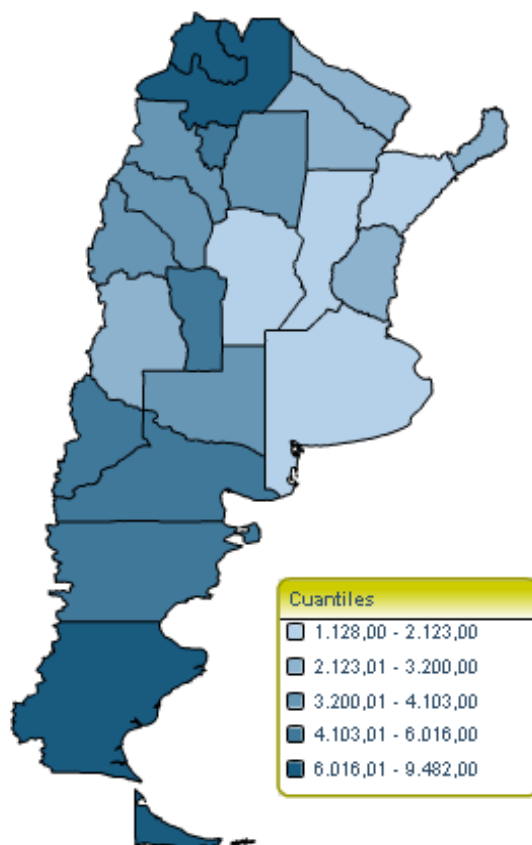 Cuantiles
1.128,00 - 2.123,00
2.123,01 - 3.200,00
3.200,01 - 4.103,00
4.103,01 - 6.016,00
6.016,01 - 9.482,00